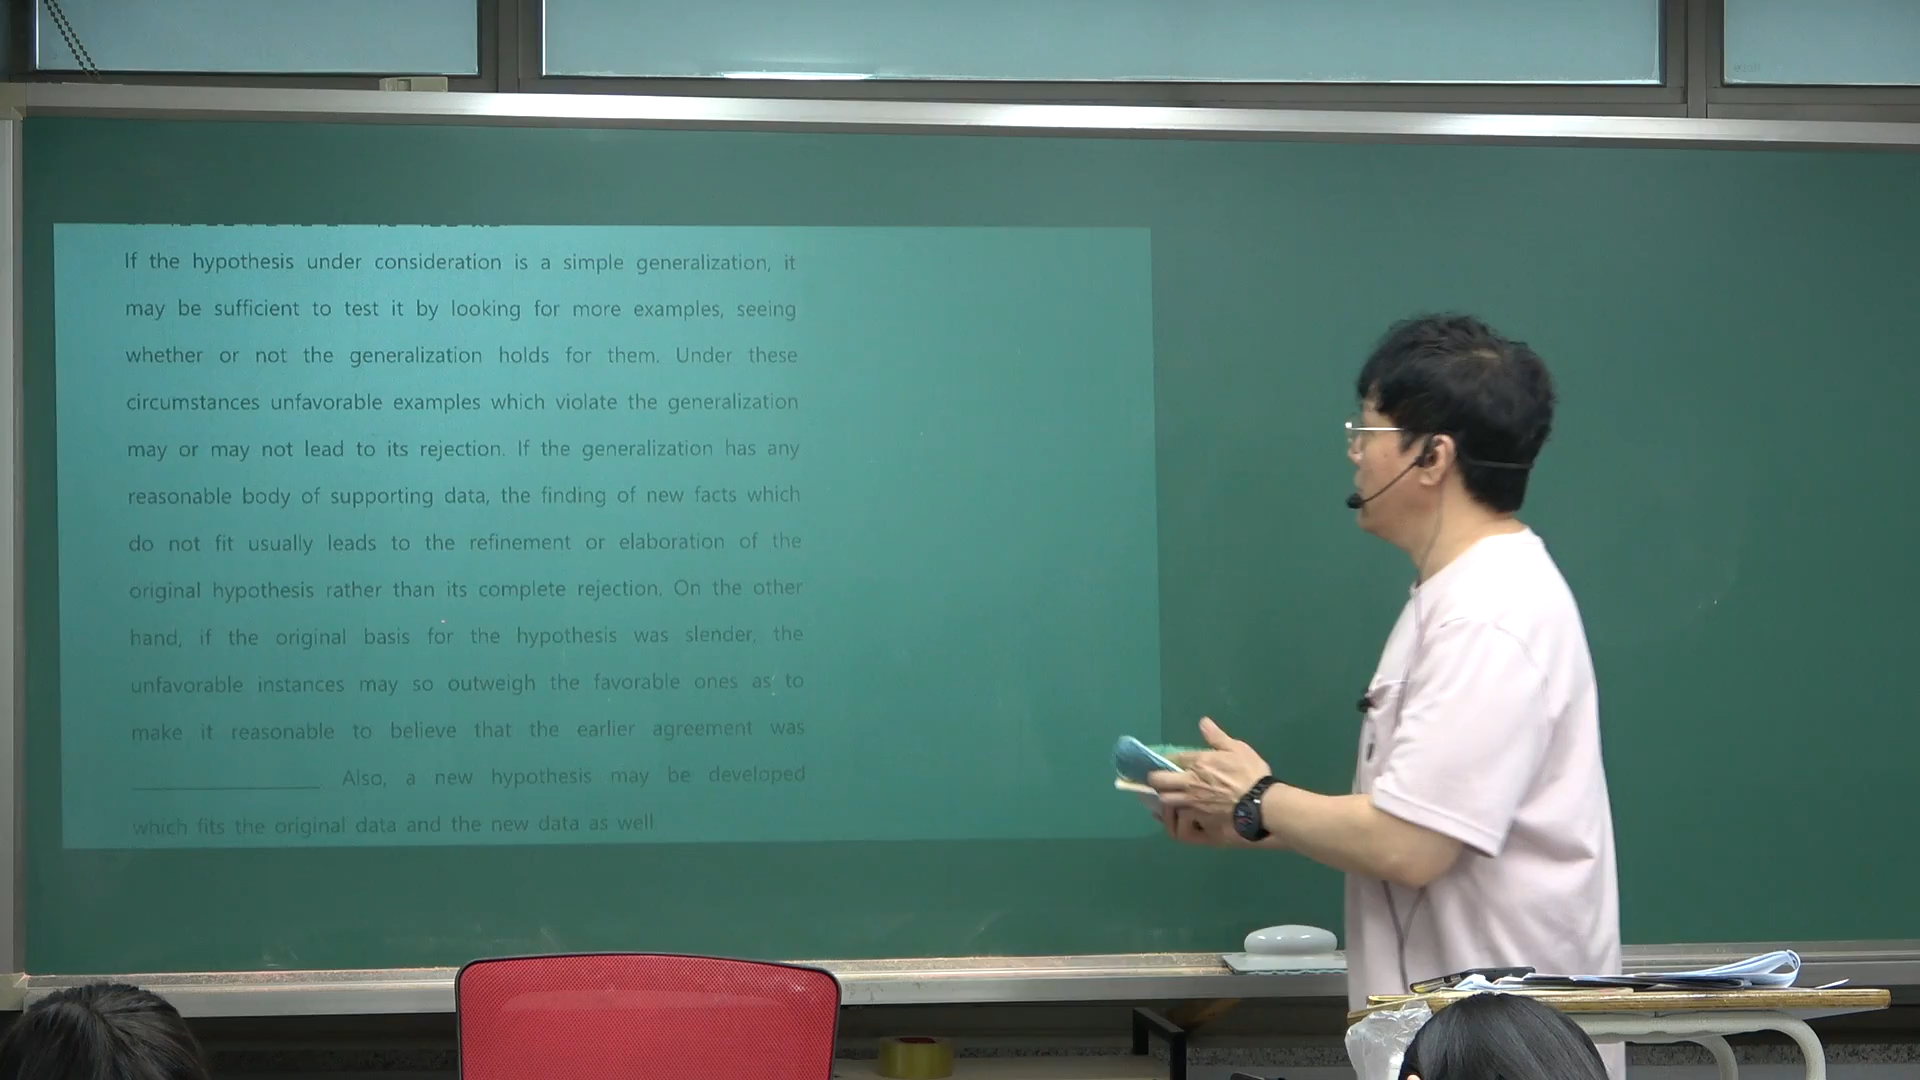 If the hypothesis under consideration is a simple generalization, it
may be sufficient to test it by looking for more examples, seeing
whether or not the generalization holds for them. Under these
circumstances unfavorable examples which violate the generalization
may or may not lead to its rejection. If the generalization has any
reasonable body of supporting data, the finding of new facts which
do not fit usually leads to the refinement or elaboration of the
original hypothesis rather than its complete rejection. On the other
hand, if the original basis for the hypothesis was slender, the
unfavorable instances may so outweigh the favorable ones as to
make it reasonable to believe that the earlier agreement was
____________ Also, a new hypothesis may be developed
which fits the original data and the new data as well